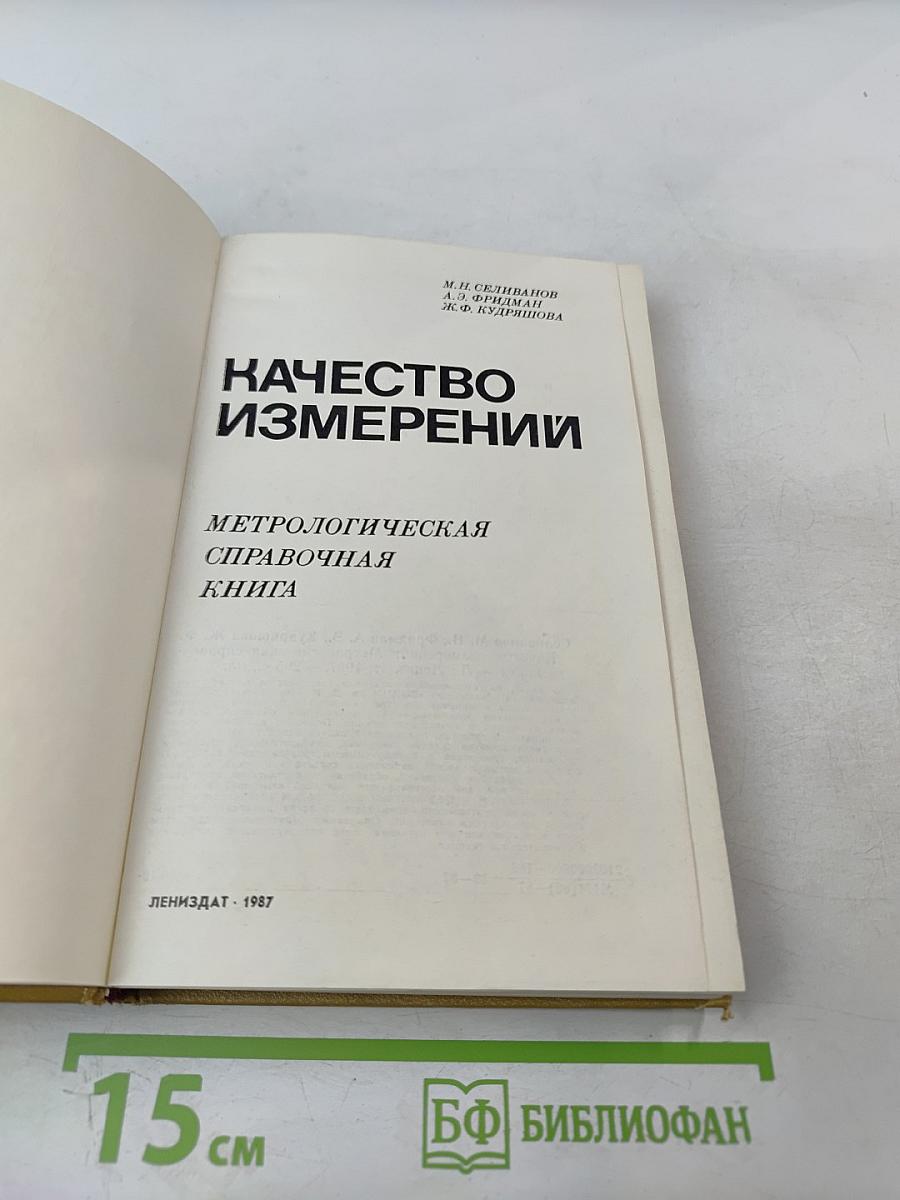 М. Н. СЕЛИВАНОВ
А. Э. ФРИДМАН
Ж. Ф. КУДРЯШОВА
КАЧЕСТВО
ИЗМЕРЕНИЙ
МЕТРОЛОГИЧЕСКАЯ
СПРАВОЧНАЯ
КНИГА
ЛЕНИЗДАТ · 1987
15 см
БФ БИБЛИОФАН